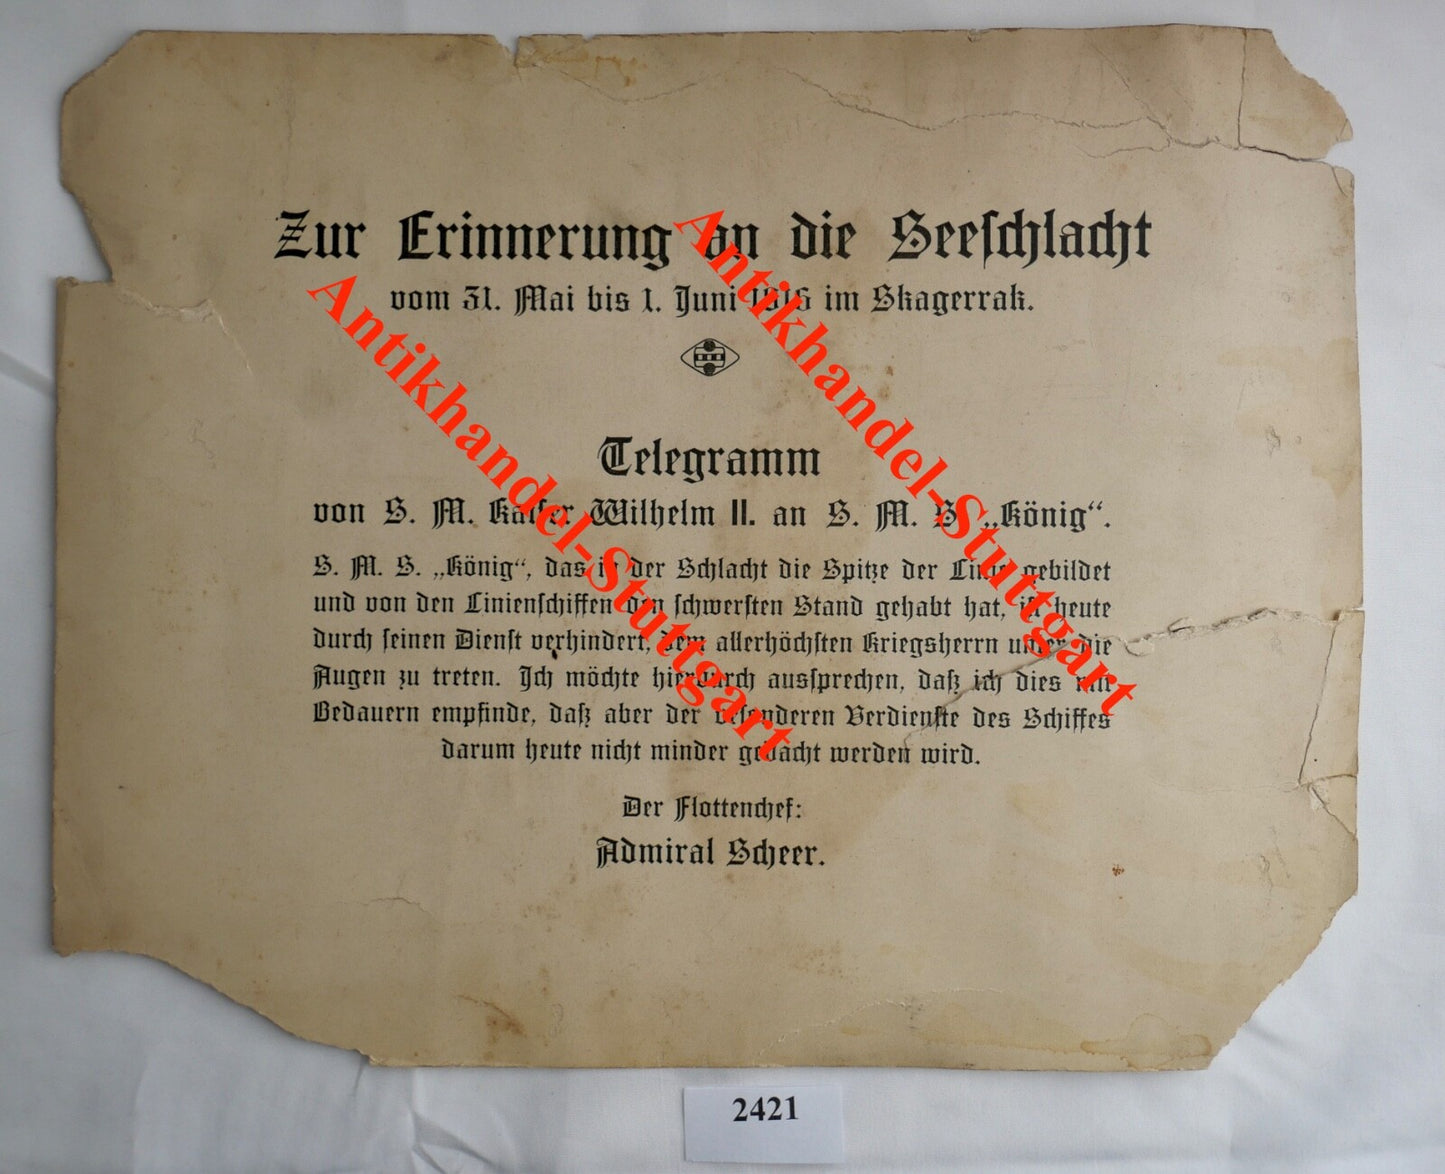 Zur Erinnerung an die Seeschlacht
vom 31. Mai bis 1. Juni 1916 im Skagerrak.
Telegramm
von S. M. Kaiser Wilhelm II. an S. M. S. „König“.
S. M. S. „König“, das in der Schlacht die Spitze der Linie gebildet
und von den Linienschiffen den schwersten Stand gehabt hat, ist heute
durch seinen Dienst verhindert, dem allerhöchsten Kriegsherrn unter die
Augen zu treten. Ich möchte hierdurch aussprechen, daß ich dies mit
Bedauern empfinde, daß aber der besonderen Verdienste des Schiffes
darum heute nicht minder gedacht werden wird.
Der Flottenchef:
Admiral Scheer.
Antikhandel-Stuttgart
Antikhandel-Stuttgart
2421